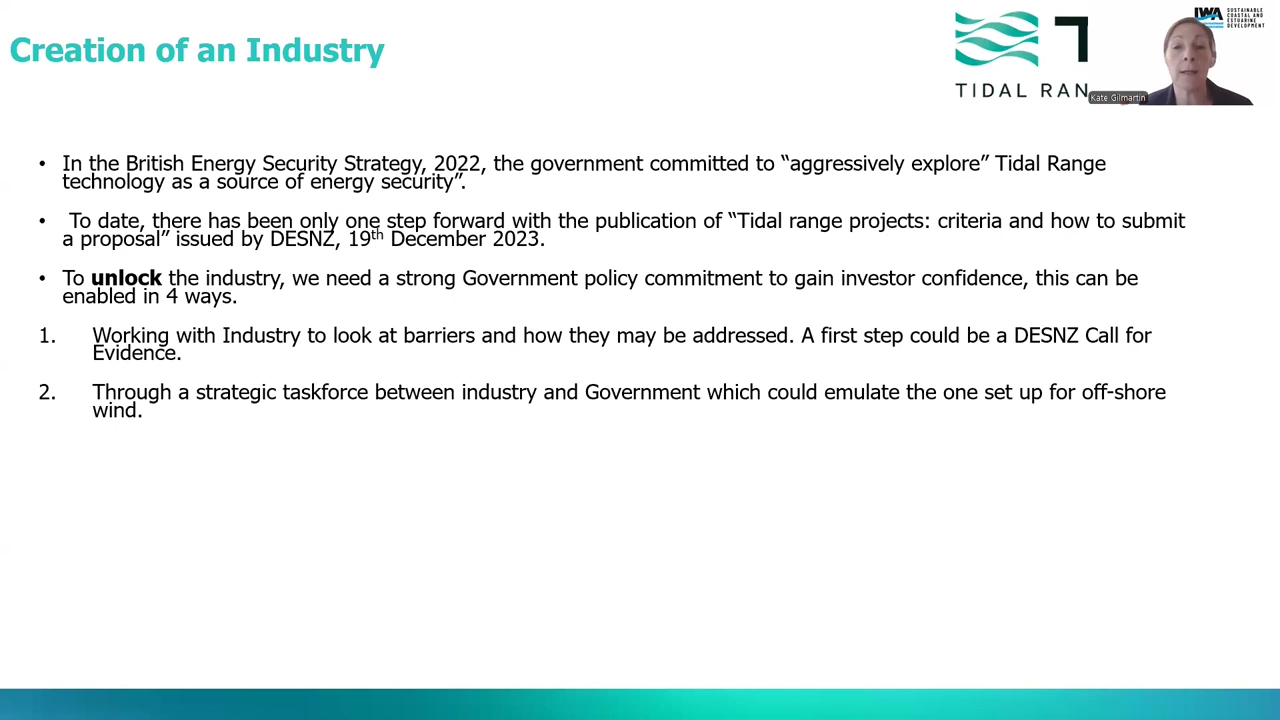 Creation of an Industry
TIDAL RAN
Kate Gilmartin
IWA
SUSTAINABLE
COASTAL AND
ESTUARINE
DEVELOPMENT
• In the British Energy Security Strategy, 2022, the government committed to “aggressively explore” Tidal Range
technology as a source of energy security”.
• To date, there has been only one step forward with the publication of “Tidal range projects: criteria and how to submit
a proposal” issued by DESNZ, 19th December 2023.
• To unlock the industry, we need a strong Government policy commitment to gain investor confidence, this can be
enabled in 4 ways.
1. Working with Industry to look at barriers and how they may be addressed. A first step could be a DESNZ Call for
Evidence.
2. Through a strategic taskforce between industry and Government which could emulate the one set up for off-shore
wind.